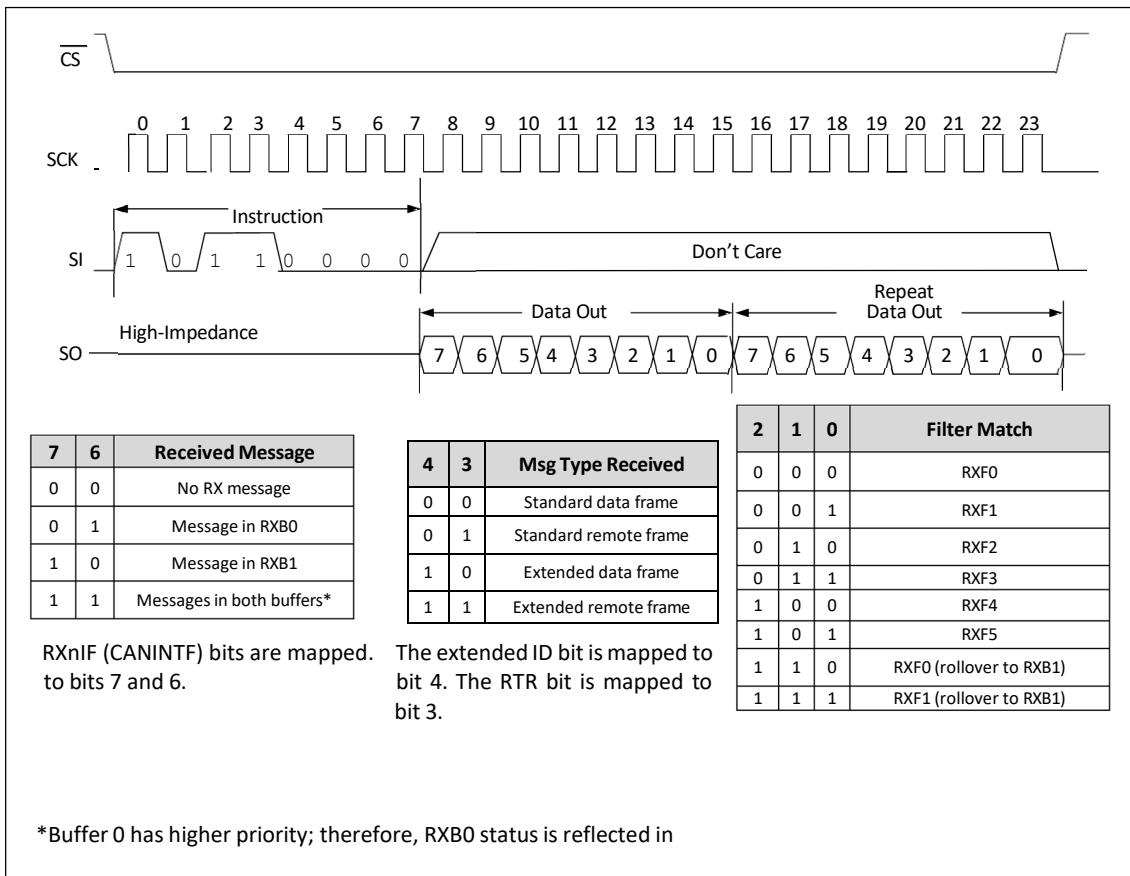 CS
0 1 2 3 4 5 6 7 8 9 10 11 12 13 14 15 16 17 18 19 20 21 22 23
SCK
Instruction
SI 1 0 1 1 0 0 0 0 Don't Care
Repeat
Data Out Data Out
High-Impedance
SO 7 6 5 4 3 2 1 0 7 6 5 4 3 2 1 0
7 6 Received Message
0 0 No RX message
0 1 Message in RXB0
1 0 Message in RXB1
1 1 Messages in both buffers*
RXnIF (CANINTF) bits are mapped.
to bits 7 and 6.
4 3 Msg Type Received
0 0 Standard data frame
0 1 Standard remote frame
1 0 Extended data frame
1 1 Extended remote frame
The extended ID bit is mapped to
bit 4. The RTR bit is mapped to
bit 3.
2 1 0 Filter Match
0 0 0 RXF0
0 0 1 RXF1
0 1 0 RXF2
0 1 1 RXF3
1 0 0 RXF4
1 0 1 RXF5
1 1 0 RXF0 (rollover to RXB1)
1 1 1 RXF1 (rollover to RXB1)
*Buffer 0 has higher priority; therefore, RXB0 status is reflected in